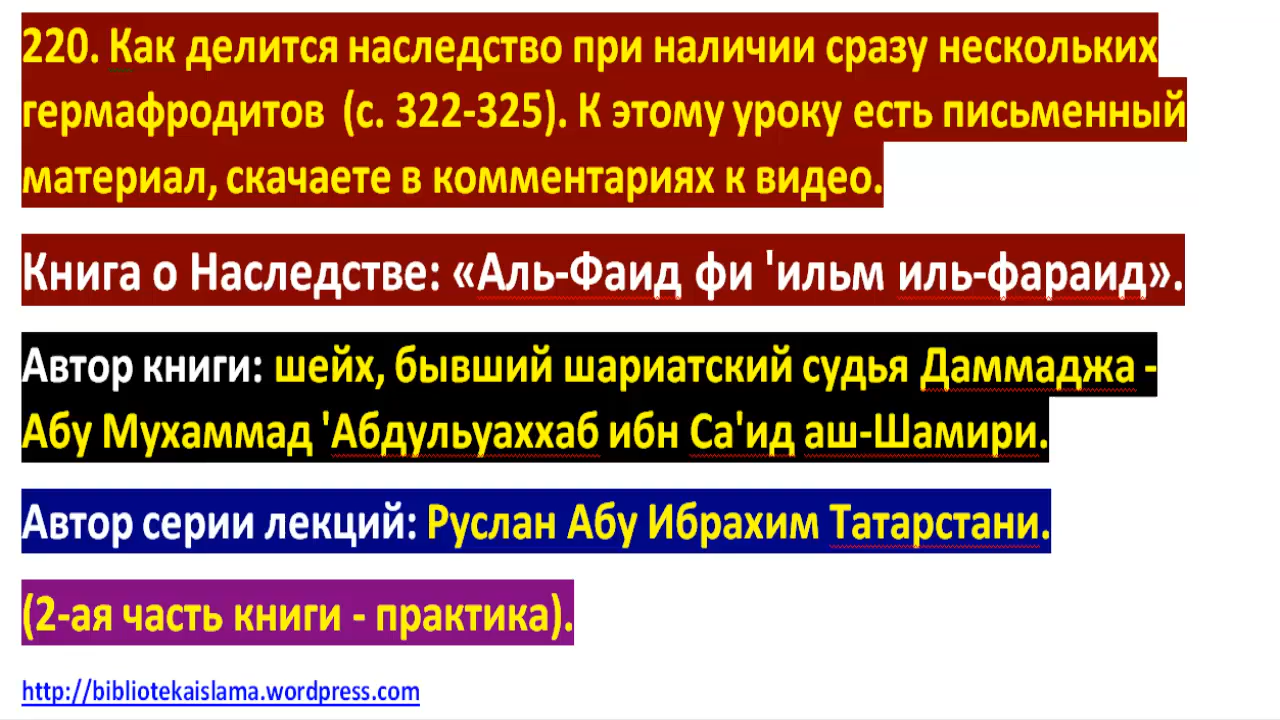 220. Как делится наследство при наличии сразу нескольких
гермафродитов (с. 322-325). К этому уроку есть письменный
материал, скачаете в комментариях к видео.
Книга о Наследстве: «Аль-Фаид фи 'ильм иль-фараид».
Автор книги: шейх, бывший шариатский судья Даммаджа -
Абу Мухаммад 'Абдульуаххаб ибн Са'ид аш-Шамири.
Автор серии лекций: Руслан Абу Ибрахим Татарстани.
(2-ая часть книги - практика).
http://bibliotekaislama.wordpress.com